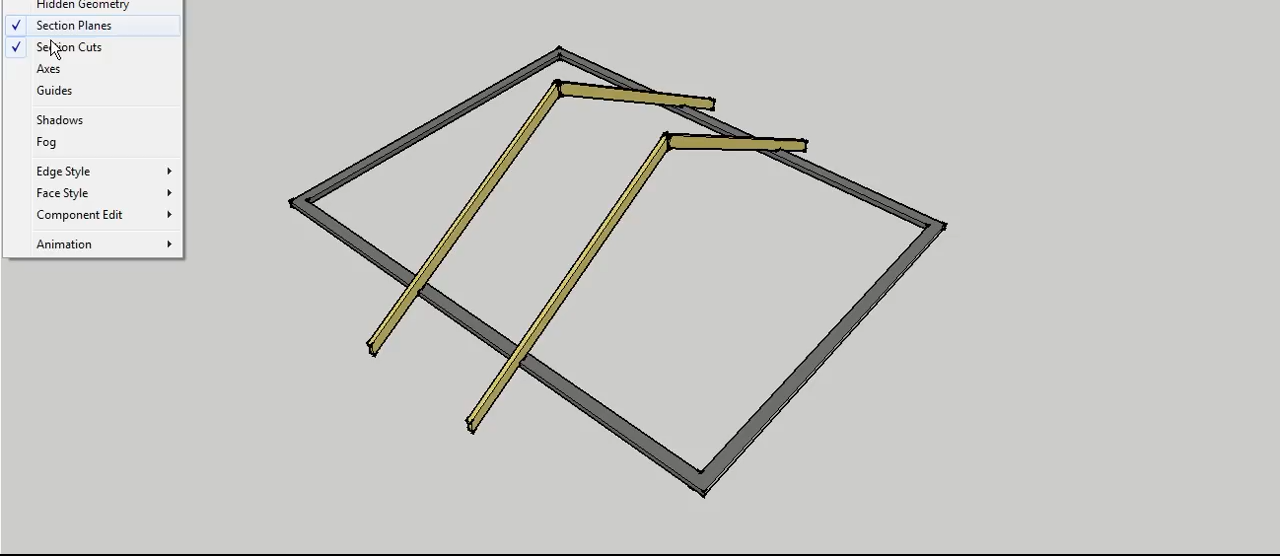 Hidden Geometry
Section Planes
Section Cuts
Axes
Guides
Shadows
Fog
Edge Style
Face Style
Component Edit
Animation